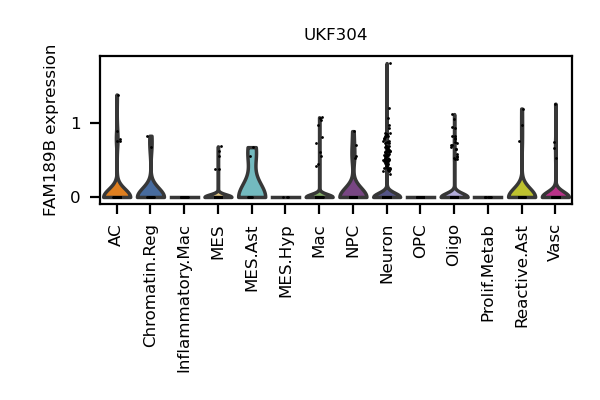 UKF304
FAM189B expression
1
0
AC
Chromatin.Reg
Inflammatory.Mac
MES
MES.Ast
MES.Hyp
Mac
NPC
Neuron
OPC
Oligo
Prolif.Metab
Reactive.Ast
Vasc